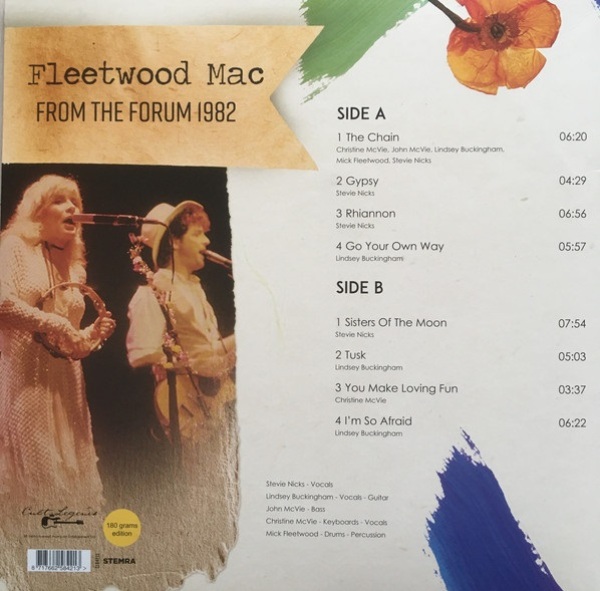 Fleetwood Mac
FROM THE FORUM 1982
SIDE A
1 The Chain 06:20
Christine McVie, John McVie, Lindsey Buckingham,
Mick Fleetwood, Stevie Nicks
2 Gypsy 04:29
Stevie Nicks
3 Rhiannon 06:56
Stevie Nicks
4 Go Your Own Way 05:57
Lindsey Buckingham
SIDE B
1 Sisters Of The Moon 07:54
Stevie Nicks
2 Tusk 05:03
Lindsey Buckingham
3 You Make Loving Fun 03:37
Christine McVie
4 I'm So Afraid 06:22
Lindsey Buckingham
Stevie Nicks - Vocals
Lindsey Buckingham - Vocals - Guitar
John McVie - Bass
Christine McVie - Keyboards - Vocals
Mick Fleetwood - Drums - Percussion
Cult Legends
180 grams
edition
STEMRA
8 717662 584213 >